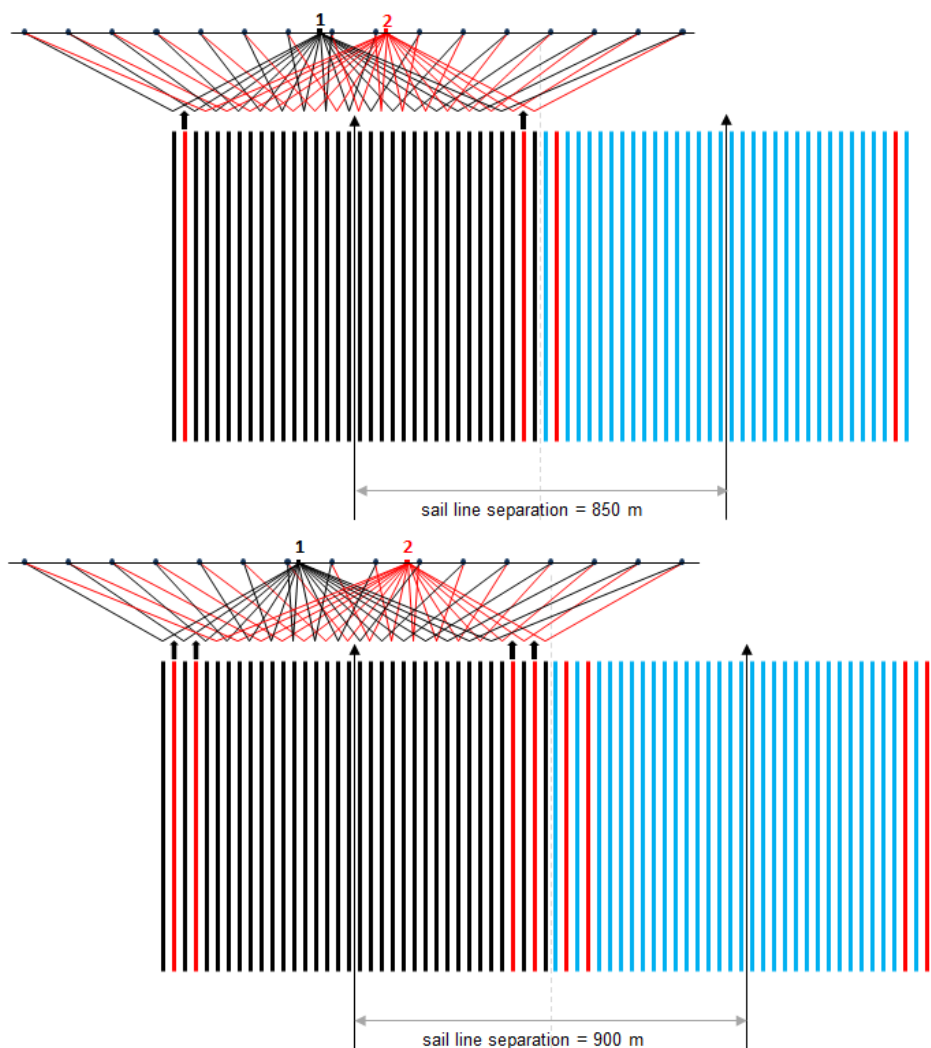 1 2
sail line separation = 850 m
1 2
sail line separation = 900 m